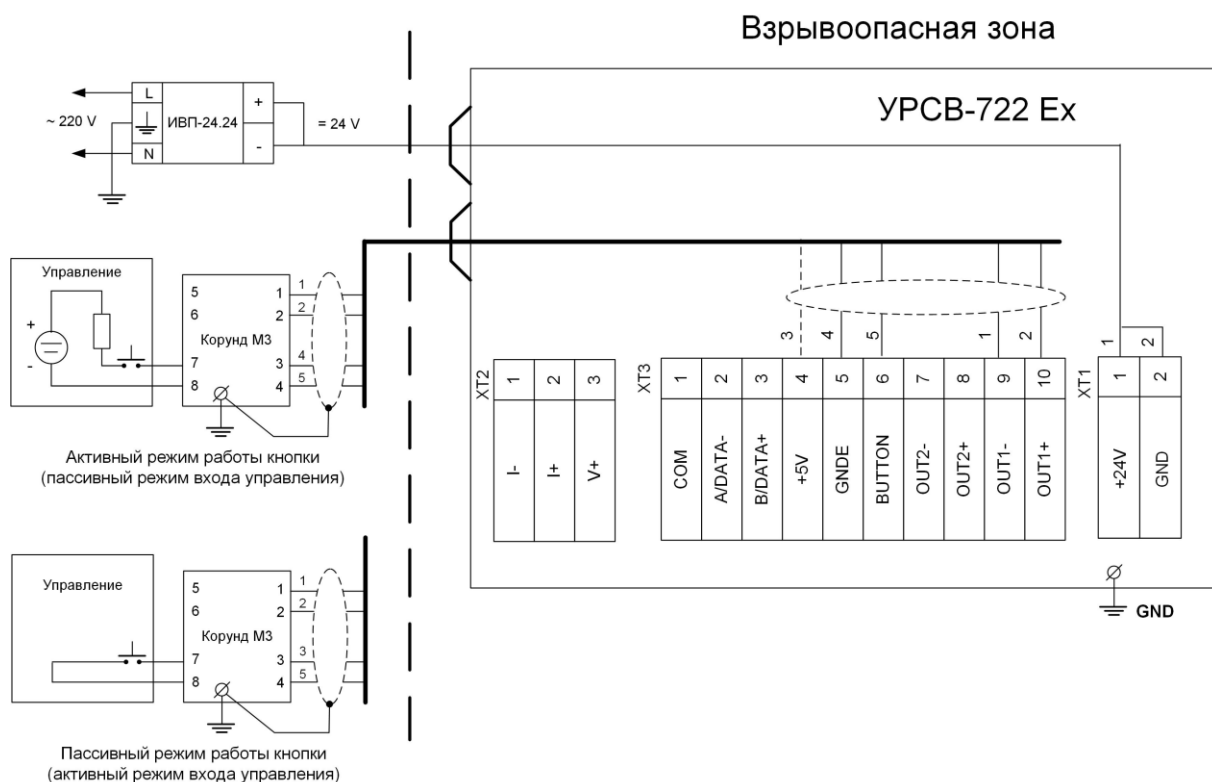 Взрывоопасная зона
УРСВ-722 Ex
L
+
~ 220 V
ИВП-24.24
= 24 V
N
-
Управление
+
-
5
6
7
8
Корунд М3
1
2
3
4
1
2
4
5
Активный режим работы кнопки
(пассивный режим входа управления)
Управление
5
6
7
8
Корунд М3
1
2
3
4
1
2
3
5
Пассивный режим работы кнопки
(активный режим входа управления)
XT2
1
2
3
I-
I+
V+
3
4
5
1
2
XT3
1
2
3
4
5
6
7
8
9
10
COM
A/DATA-
B/DATA+
+5V
GNDE
BUTTON
OUT2-
OUT2+
OUT1-
OUT1+
1
2
XT1
1
2
+24V
GND
GND